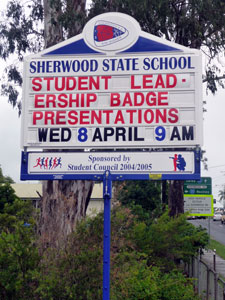 SHERWOOD STATE SCHOOL
STUDENT LEAD-
ERSHIP BADGE
PRESENTATIONS
WED 8 APRIL 9 AM
Sponsored by
Student Council 2004/2005